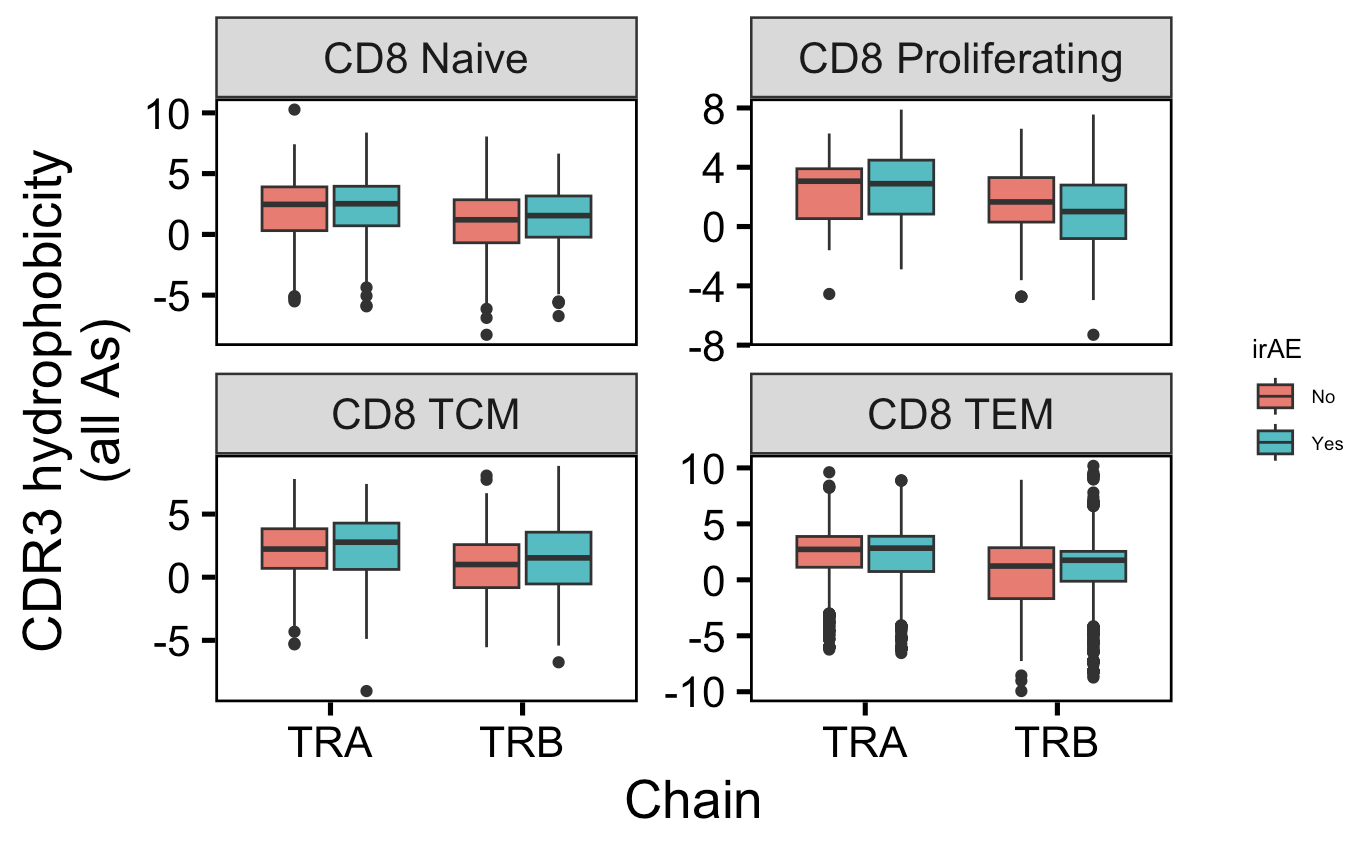 CD8 Naive
CD8 Proliferating
10
5
0
-5
8
4
0
-4
-8
CD8 TCM
CD8 TEM
5
0
-5
10
5
0
-5
-10
TRA
TRB
TRA
TRB
Chain
CDR3 hydrophobicity
(all As)
irAE
No
Yes